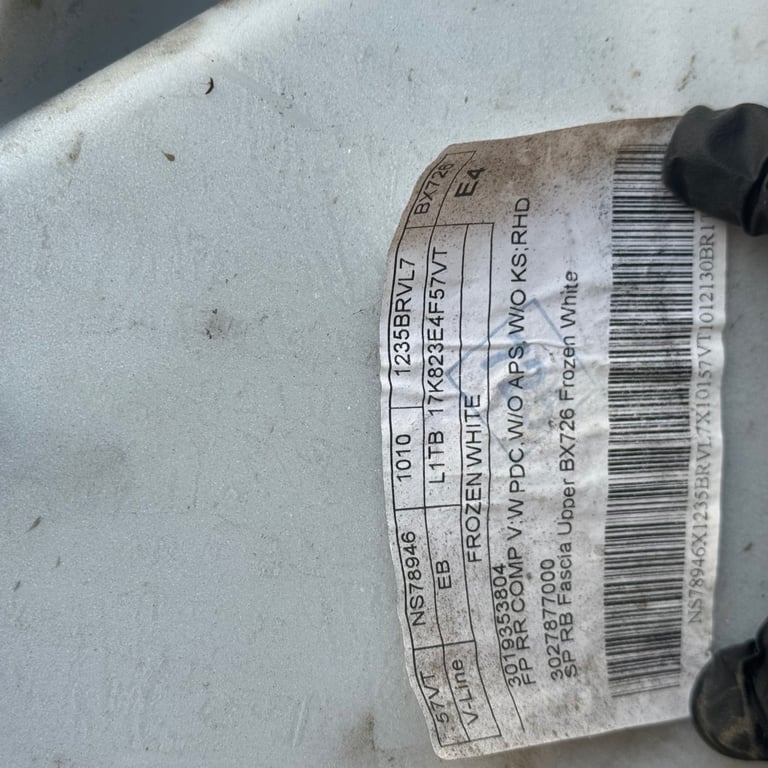 57VT NS78946 1010 1235BRVL7 BX726
V-Line EB L1TB 17K823E4F57VT E4
FROZEN WHITE
3019353804
FP RR COMP V:W PDC,W/O APS,W/O KS;RHD
3027877000
SP RB Fascia Upper BX726 Frozen White
NS78946X1235BRVL7X10157VT1012130BR1